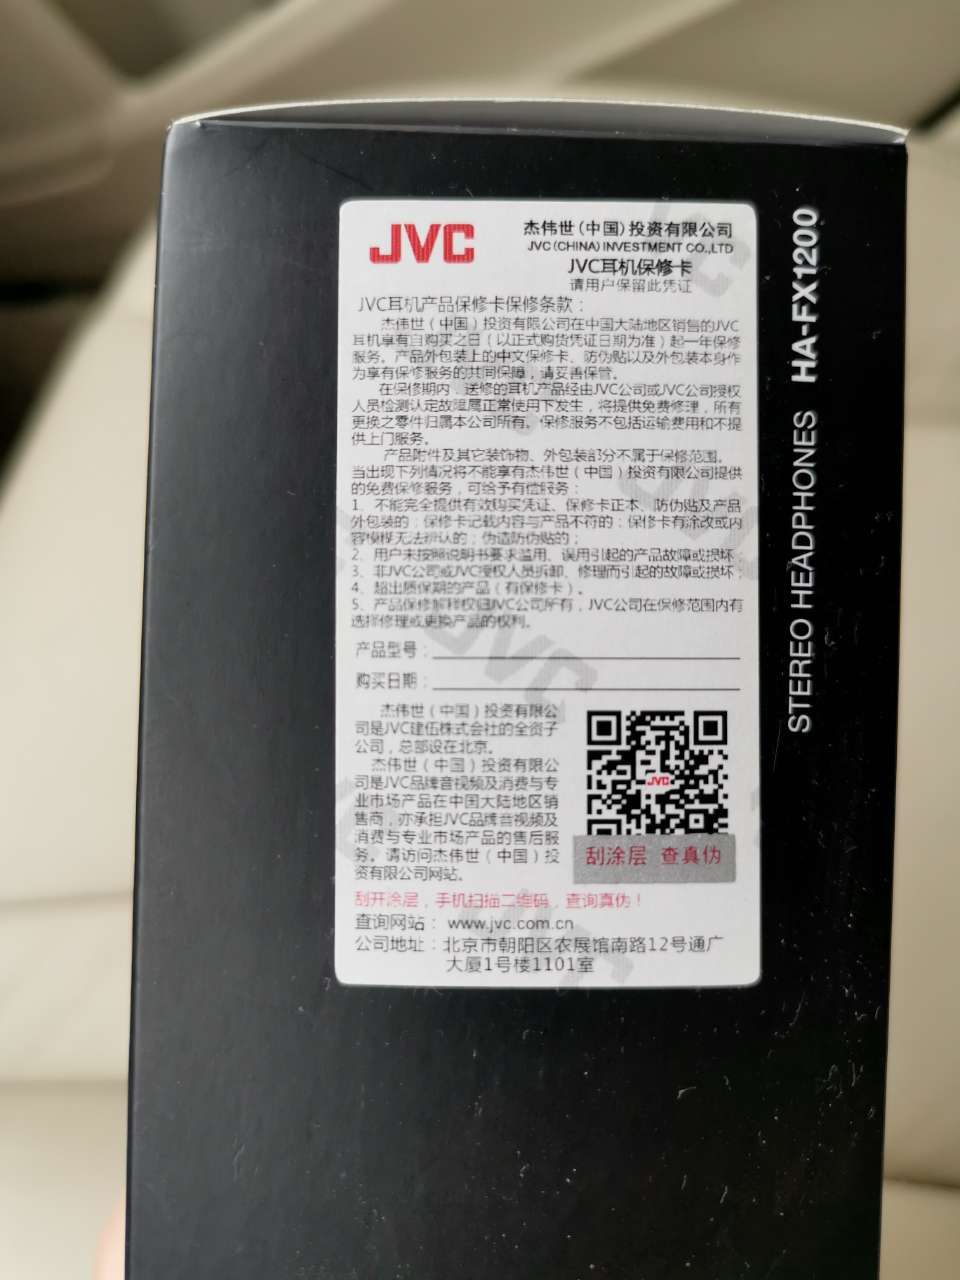 JVC
杰伟世(中国)投资有限公司
JVC(CHINA)INVESTMENT CO.,LTD
JVC耳机保修卡
请用户保留此凭证
JVC耳机产品保修卡保修条款：
杰伟世（中国）投资有限公司在中国大陆地区销售的JVC
耳机享有自购买之日（以正式购货凭证日期为准）起一年保修
服务。产品外包装上的中文保修卡、防伪贴以及外包装本身作
为享有保修服务的共同保障，请妥善保管。
在保修期内，送修的耳机产品经由JVC公司或JVC公司授权
人员检测认定故障属正常使用下发生，将提供免费修理，所有
更换之零件归属本公司所有。保修服务不包括运输费用和不提
供上门服务。
产品附件及其它装饰物、外包装部分不属于保修范围。
当出现下列情况将不能享有杰伟世（中国）投资有限公司提供
的免费保修服务，可给予有偿服务：
1、不能完全提供有效购买凭证、保修卡正本、防伪贴及产品
外包装的；保修卡记载内容与产品不符的；保修卡有涂改或内
容模糊无法辨认的；伪造防伪贴的；
2、用户未按照说明书要求滥用、误用引起的产品故障或损坏；
3、非JVC公司或JVC授权人员拆卸、修理而引起的故障或损坏；
4、超出质保期的产品（有保修卡）。
5、产品保修解释权归JVC公司所有，JVC公司在保修范围内有
选择修理或更换产品的权利。
产品型号：
购买日期：
杰伟世（中国）投资有限公
司是JVC建伍株式会社的全资子
公司，总部设在北京。
杰伟世（中国）投资有限公
司是JVC品牌音视频及消费与专
业市场产品在中国大陆地区销
售商，亦承担JVC品牌音视频及
消费与专业市场产品的售后服
务。请访问杰伟世（中国）投
资有限公司网站。
JVC
刮涂层 查真伪
刮开涂层，手机扫描二维码，查询真伪！
查询网站：www.jvc.com.cn
公司地址：北京市朝阳区农展馆南路12号通广
大厦1号楼1101室
STEREO HEADPHONES HA-FX1200